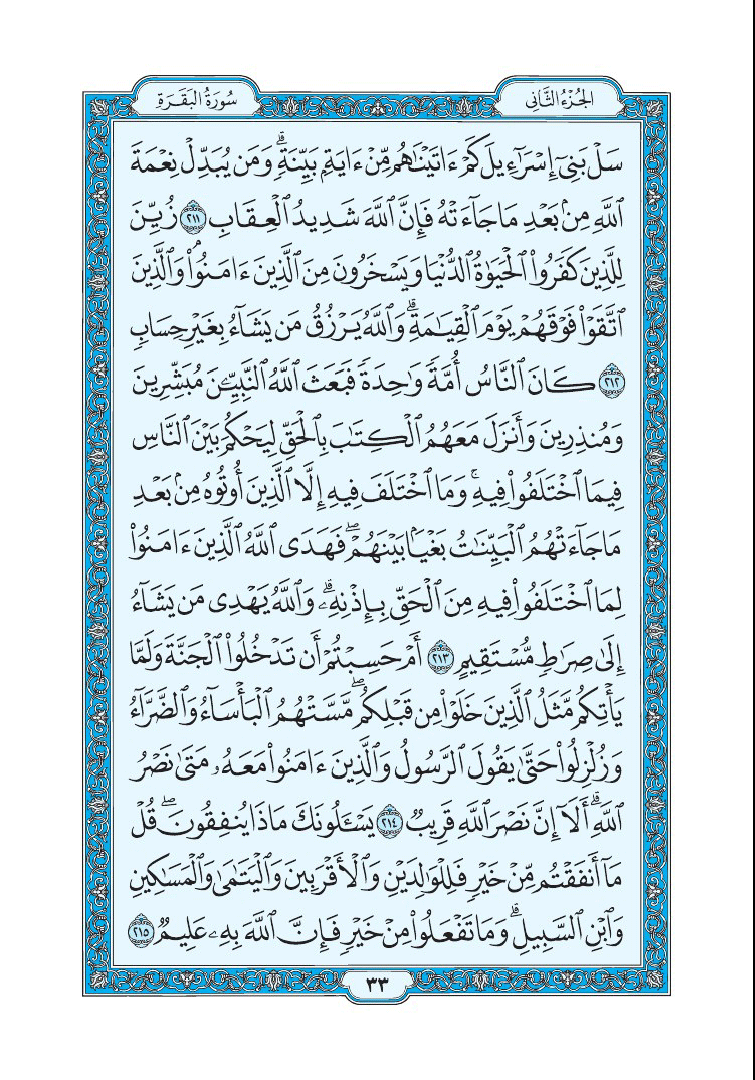 الجُزْءُ الثَّانِى
سُورَةُ البَقَرَةِ
سَلْ بَنِىٓ إِسْرَٰٓءِيلَ كَمْ ءَاتَيْنَٰهُم مِّنْ ءَايَةٍۭ بَيِّنَةٍۗ وَمَن يُبَدِّلْ نِعْمَةَ
ٱللَّهِ مِنۢ بَعْدِ مَا جَآءَتْهُ فَإِنَّ ٱللَّهَ شَدِيدُ ٱلْعِقَابِ ٢١١ زُيِّنَ
لِلَّذِينَ كَفَرُوا۟ ٱلْحَيَوٰةُ ٱلدُّنْيَا وَيَسْخَرُونَ مِنَ ٱلَّذِينَ ءَامَنُوا۟ۘ وَٱلَّذِينَ
ٱتَّقَوْا۟ فَوْقَهُمْ يَوْمَ ٱلْقِيَٰمَةِۗ وَٱللَّهُ يَرْزُقُ مَن يَشَآءُ بِغَيْرِ حِسَابٍ
٢١٢ كَانَ ٱلنَّاسُ أُمَّةً وَٰحِدَةً فَبَعَثَ ٱللَّهُ ٱلنَّبِيِّۦنَ مُبَشِّرِينَ
وَمُنذِرِينَ وَأَنزَلَ مَعَهُمُ ٱلْكِتَٰبَ بِٱلْحَقِّ لِيَحْكُمَ بَيْنَ ٱلنَّاسِ
فِيمَا ٱخْتَلَفُوا۟ فِيهِۚ وَمَا ٱخْتَلَفَ فِيهِ إِلَّا ٱلَّذِينَ أُوتُوهُ مِنۢ بَعْدِ
مَا جَآءَتْهُمُ ٱلْبَيِّنَٰتُ بَغْيًۢا بَيْنَهُمْۖ فَهَدَى ٱللَّهُ ٱلَّذِينَ ءَامَنُوا۟
لِمَا ٱخْتَلَفُوا۟ فِيهِ مِنَ ٱلْحَقِّ بِإِذْنِهِۦۗ وَٱللَّهُ يَهْدِى مَن يَشَآءُ
إِلَىٰ صِرَٰطٍ مُّسْتَقِيمٍ ٢١٣ أَمْ حَسِبْتُمْ أَن تَدْخُلُوا۟ ٱلْجَنَّةَ وَلَمَّا
يَأْتِكُم مَّثَلُ ٱلَّذِينَ خَلَوْا۟ مِن قَبْلِكُمۖ مَّسَّتْهُمُ ٱلْبَأْسَآءُ وَٱلضَّرَّآءُ
وَزُلْزِلُوا۟ حَتَّىٰ يَقُولَ ٱلرَّسُولُ وَٱلَّذِينَ ءَامَنُوا۟ مَعَهُۥ مَتَىٰ نَصْرُ
ٱللَّهِۗ أَلَآ إِنَّ نَصْرَ ٱللَّهِ قَرِيبٌ ٢١٤ يَسْـَٔلُونَكَ مَاذَا يُنفِقُونَۖ قُلْ
مَآ أَنفَقْتُم مِّنْ خَيْرٍ فَلِلْوَٰلِدَيْنِ وَٱلْأَقْرَبِينَ وَٱلْيَتَٰمَىٰ وَٱلْمَسَٰكِينِ
وَٱبْنِ ٱلسَّبِيلِۗ وَمَا تَفْعَلُوا۟ مِنْ خَيْرٍ فَإِنَّ ٱللَّهَ بِهِۦ عَلِيمٌ ٢١٥
٣٣